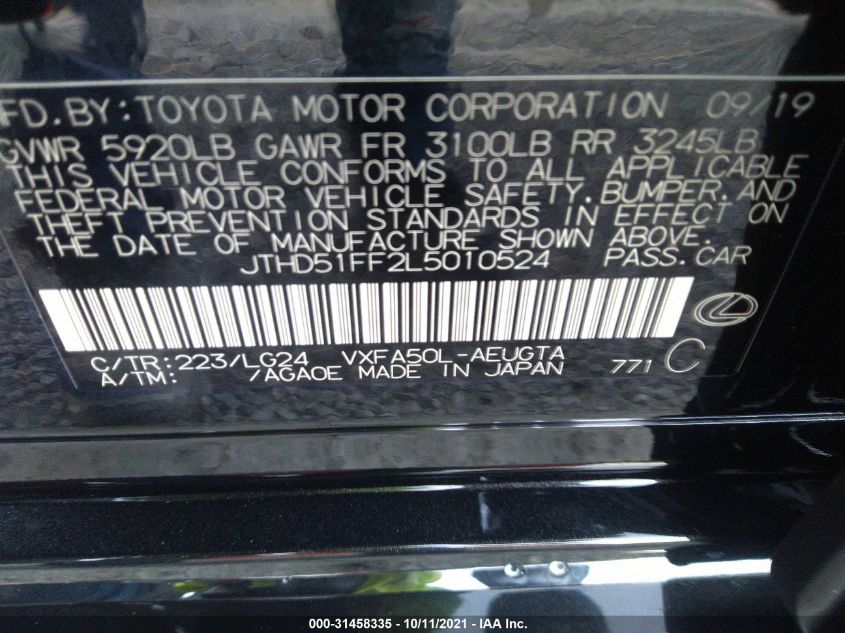 MFD.BY:TOYOTA MOTOR CORPORATION 09/19
GVWR 5920LB GAWR FR 3100LB RR 3245LB
THIS VEHICLE CONFORMS TO ALL APPLICABLE
FEDERAL MOTOR VEHICLE SAFETY.BUMPER.AND
THEFT PREVENTION STANDARDS IN EFFECT ON
THE DATE OF MANUFACTURE SHOWN ABOVE.
JTHD51FF2L5010524 PASS.CAR
C/TR:223/LG24 VXFA50L-AEUGTA
A/TM: /AGA0E MADE IN JAPAN 771 C
000-31458335 - 10/11/2021 - IAA Inc.